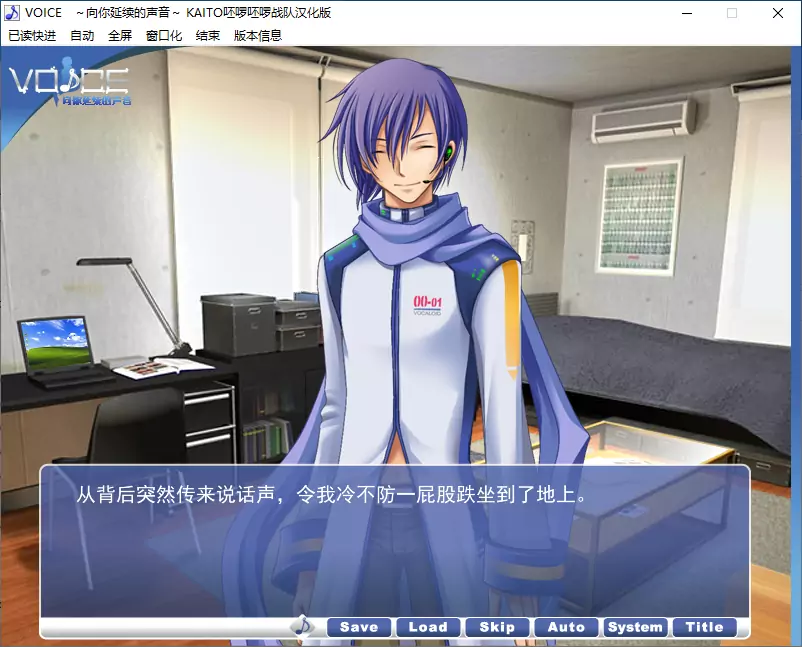 VOICE ～向你延续的声音～ KAITO呸啰呸啰战队汉化版
已读快进 自动 全屏 窗口化 结束 版本信息
VOICE
向你延续的声音
00-01
VOCALOID
从背后突然传来说话声，令我冷不防一屁股跌坐到了地上。
Save Load Skip Auto System Title